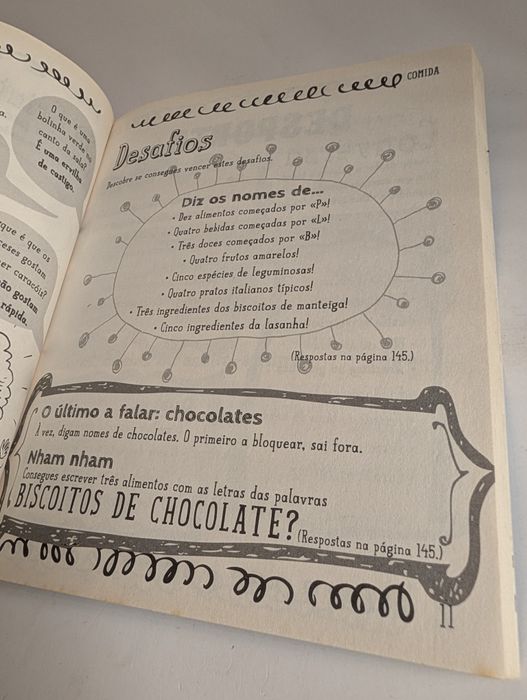 O que é uma
bolinha verde no
canto da sala?
É uma ervilha
de castigo.
que é que os
eses gostam
er caracóis?
ão gostam
rápida.
COMIDA
Desafios
Descobre se consegues vencer estes desafios.
Diz os nomes de...
• Dez alimentos começados por «P»!
• Quatro bebidas começadas por «L»!
• Três doces começados por «B»!
• Quatro frutos amarelos!
• Cinco espécies de leguminosas!
• Quatro pratos italianos típicos!
• Três ingredientes dos biscoitos de manteiga!
• Cinco ingredientes da lasanha!
(Respostas na página 145.)
O último a falar: chocolates
À vez, digam nomes de chocolates. O primeiro a bloquear, sai fora.
Nham nham
Consegues escrever três alimentos com as letras das palavras
BISCOITOS DE CHOCOLATE?
(Respostas na página 145.)
11